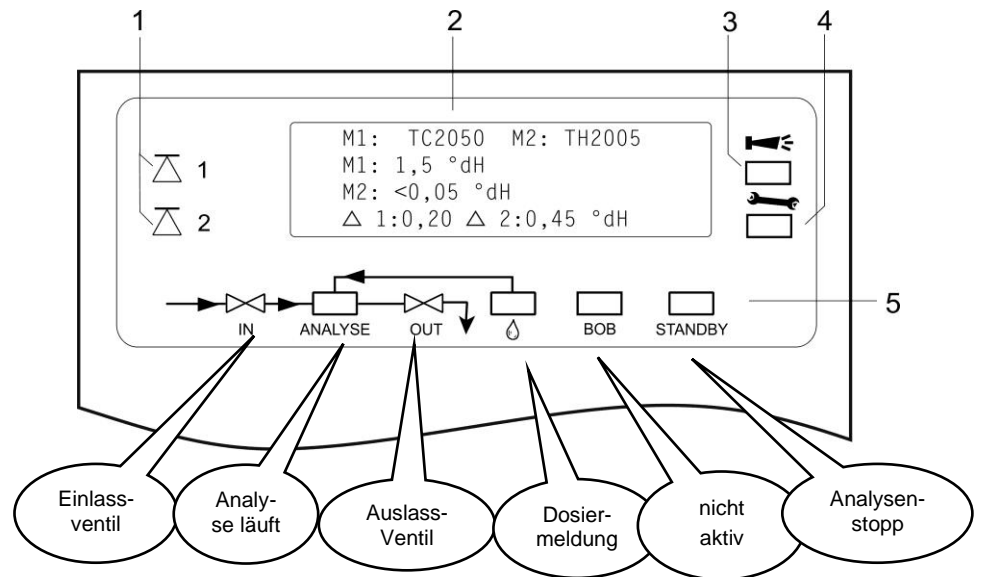 1 2 3 4
M1: TC2050 M2: TH2005
M1: 1,5 °dH
M2: <0,05 °dH
△ 1:0,20 △ 2:0,45 °dH
1
2
5
IN ANALYSE OUT BOB STANDBY
Einlass-
ventil
Analy-
se läuft
Auslass-
Ventil
Dosier-
meldung
nicht
aktiv
Analysen-
stopp